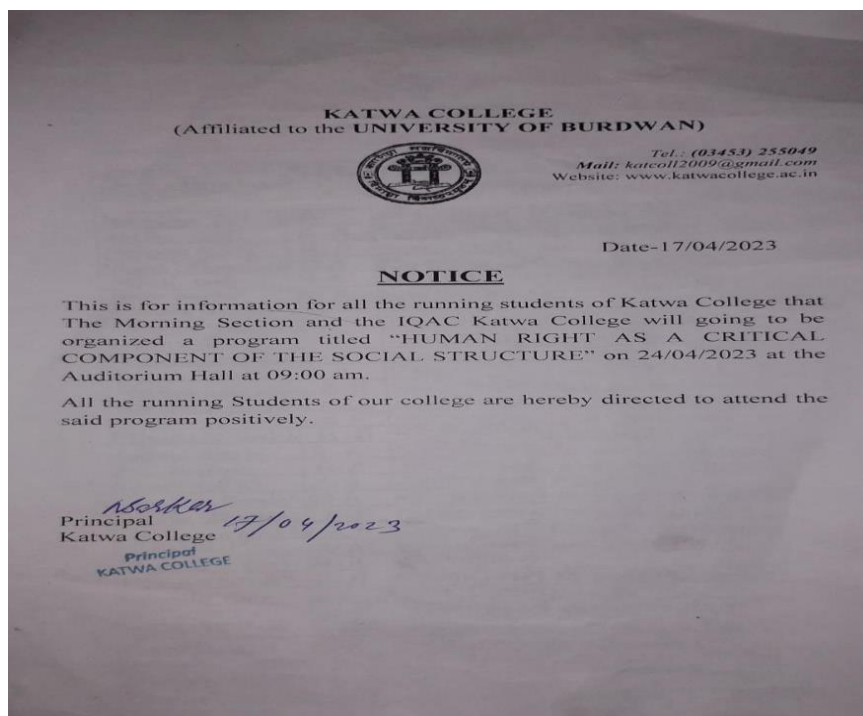 KATWA COLLEGE
(Affiliated to the UNIVERSITY OF BURDWAN)
Tel.: (03453) 255049
Mail: katcoll2009@gmail.com
Website: www.katwacollege.ac.in
Date-17/04/2023
NOTICE
This is for information for all the running students of Katwa College that
The Morning Section and the IQAC Katwa College will going to be
organized a program titled “HUMAN RIGHT AS A CRITICAL
COMPONENT OF THE SOCIAL STRUCTURE” on 24/04/2023 at the
Auditorium Hall at 09:00 am.
All the running Students of our college are hereby directed to attend the
said program positively.
Principal
Katwa College 17/04/2023
Principal
KATWA COLLEGE